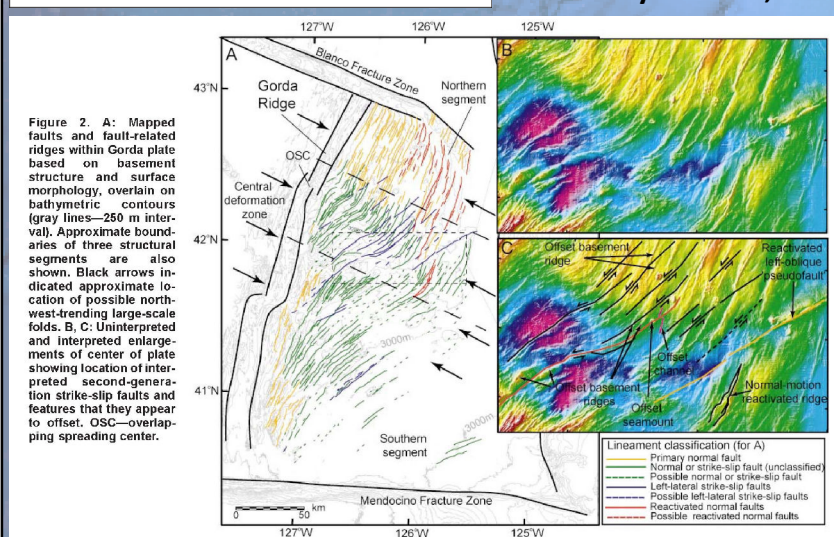 Figure 2. A: Mapped
faults and fault-related
ridges within Gorda plate
based on basement
structure and surface
morphology, overlain on
bathymetric contours
(gray lines—250 m inter-
val). Approximate bound-
aries of three structural
segments are also
shown. Black arrows in-
dicated approximate lo-
cation of possible north-
west-trending large-scale
folds. B, C: Uninterpreted
and interpreted enlarge-
ments of center of plate
showing location of inter-
preted second-genera-
tion strike-slip faults and
features that they appear
to offset. OSC—overlap-
ping spreading center.
127°W
126°W
125°W
A
Blanco Fracture Zone
43°N
Gorda
Ridge
Northern
segment
OSC
Central
deformation
zone
42°N
3000m
41°N
3000m
Southern
segment
Mendocino Fracture Zone
0
50
km
127°W
126°W
125°W
B
C
Offset basement
ridge
Reactivated
left-oblique
pseudofault
Offset
channel
Offset basement
ridges
Offset
seamount
Normal-motion
reactivated ridge
Lineament classification (for A)
Primary normal fault
Normal or strike-slip fault (unclassified)
Possible normal or strike-slip fault
Left-lateral strike-slip faults
Possible left-lateral strike-slip faults
Reactivated normal faults
Possible reactivated normal faults